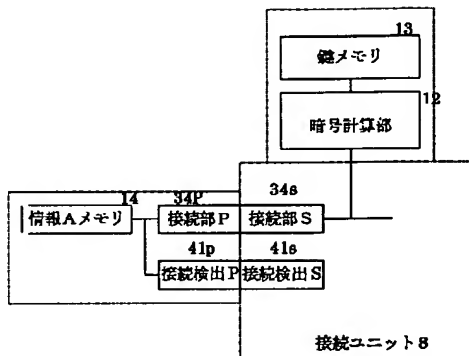 13
鍵メモリ
12
暗号計算部
14
34P
34s
情報Aメモリ
接続部P
接続部S
41p
41s
接続検出P
接続検出S
接続ユニット8